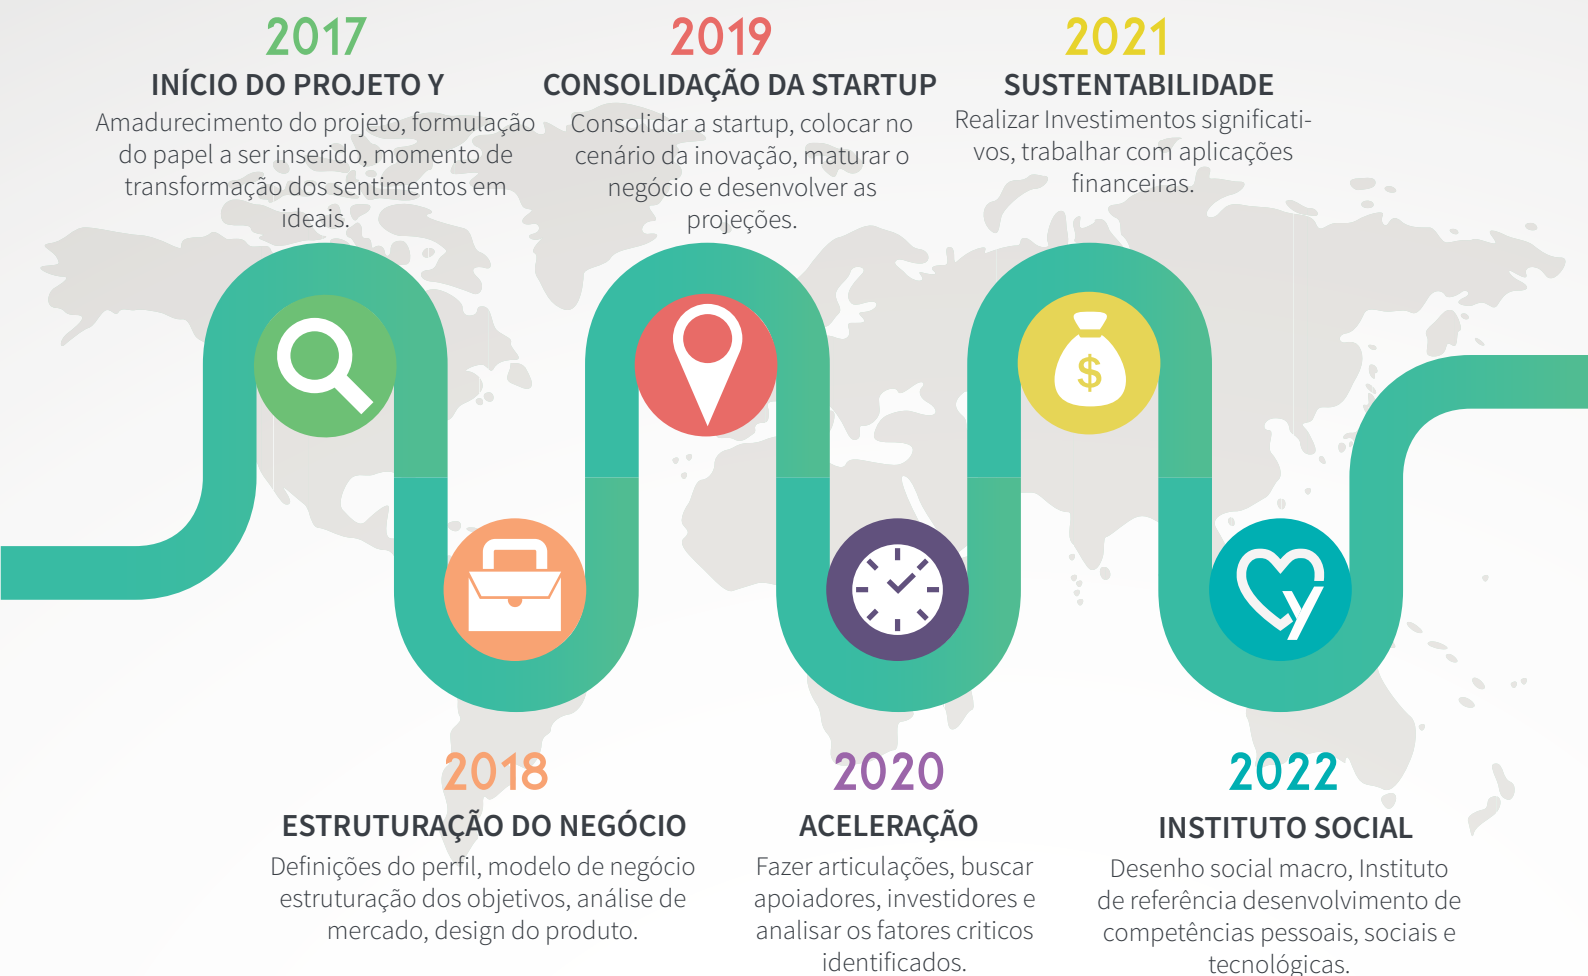 2017
INÍCIO DO PROJETO Y
Amadurecimento do projeto, formulação
do papel a ser inserido, momento de
transformação dos sentimentos em
ideais.
2019
CONSOLIDAÇÃO DA STARTUP
Consolidar a startup, colocar no
cenário da inovação, maturar o
negócio e desenvolver as
projeções.
2021
SUSTENTABILIDADE
Realizar Investimentos significati-
vos, trabalhar com aplicações
financeiras.
$
y
2018
ESTRUTURAÇÃO DO NEGÓCIO
Definições do perfil, modelo de negócio
estruturação dos objetivos, análise de
mercado, design do produto.
2020
ACELERAÇÃO
Fazer articulações, buscar
apoiadores, investidores e
analisar os fatores criticos
identificados.
2022
INSTITUTO SOCIAL
Desenho social macro, Instituto
de referência desenvolvimento de
competências pessoais, sociais e
tecnológicas.